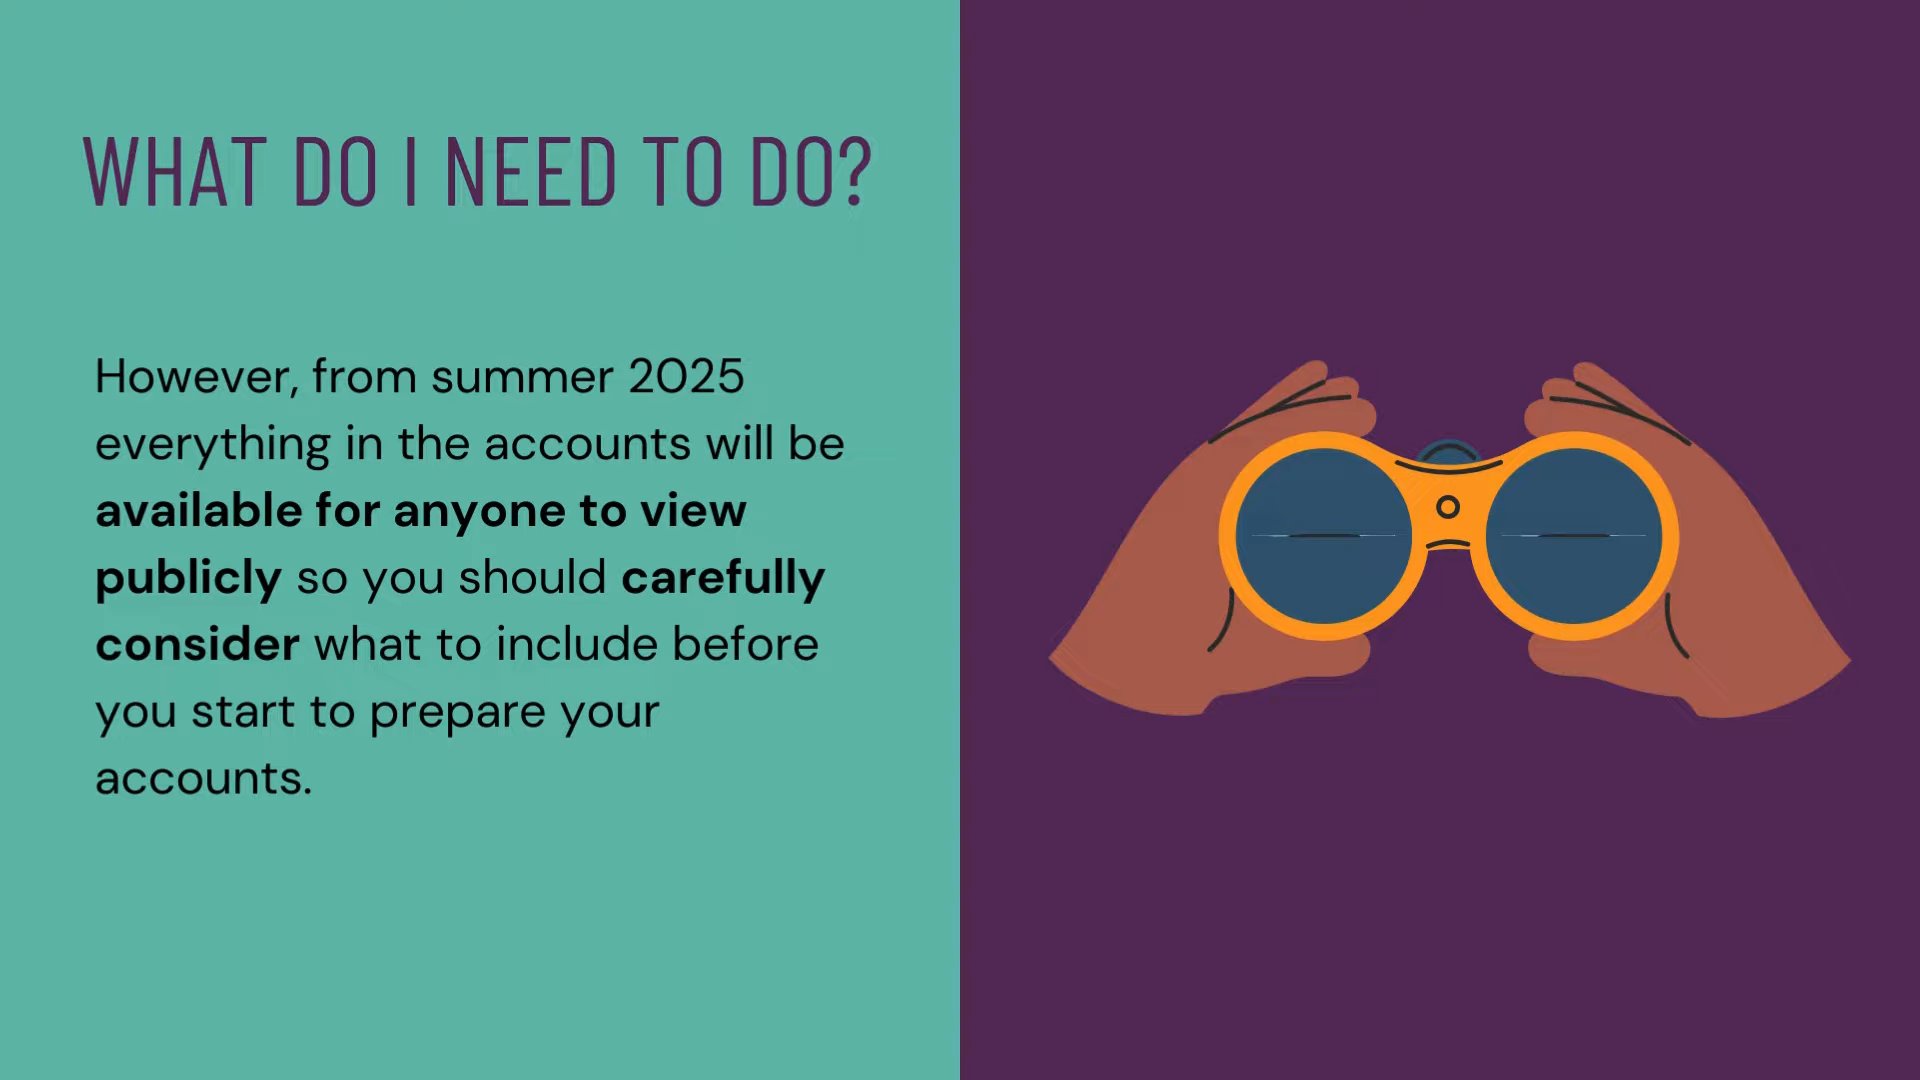 WHAT DO I NEED TO DO?
However, from summer 2025
everything in the accounts will be
available for anyone to view
publicly so you should carefully
consider what to include before
you start to prepare your
accounts.